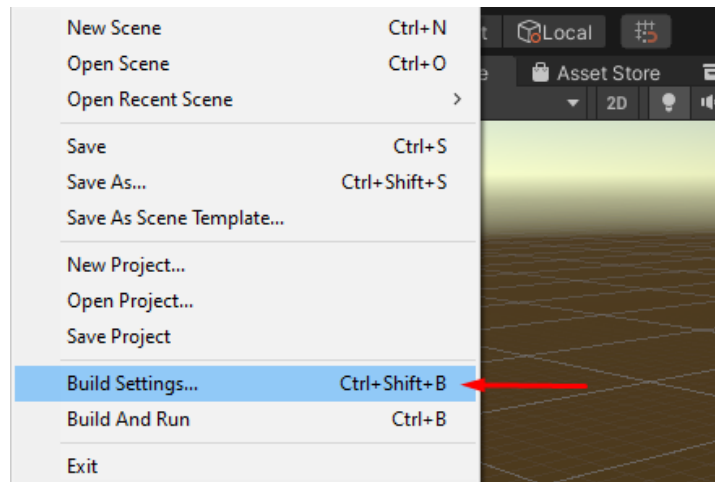 New Scene Ctrl+N
Open Scene Ctrl+O
Open Recent Scene
Save Ctrl+S
Save As... Ctrl+Shift+S
Save As Scene Template...
New Project...
Open Project...
Save Project
Build Settings... Ctrl+Shift+B
Build And Run Ctrl+B
Exit
Local
Asset Store
2D